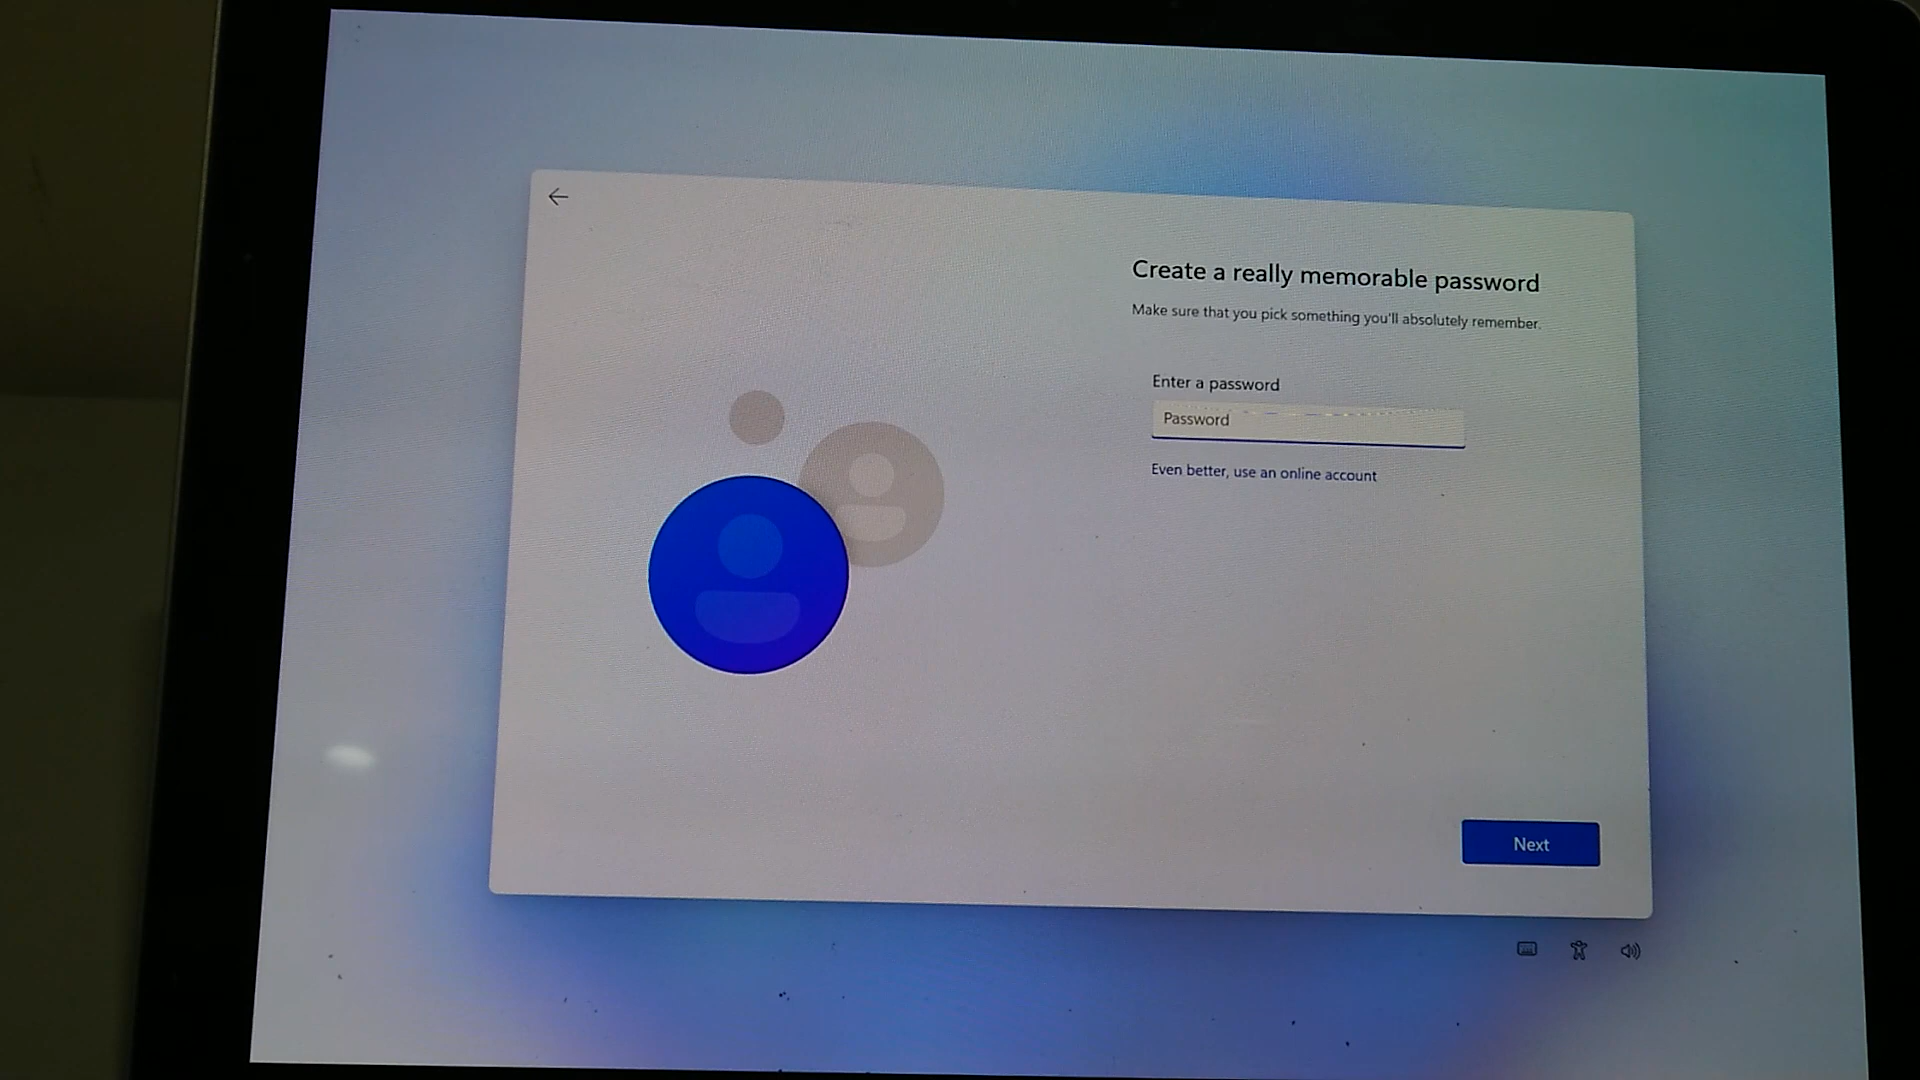 Create a really memorable password
Make sure that you pick something you'll absolutely remember.
Enter a password
Password
Even better, use an online account
Next